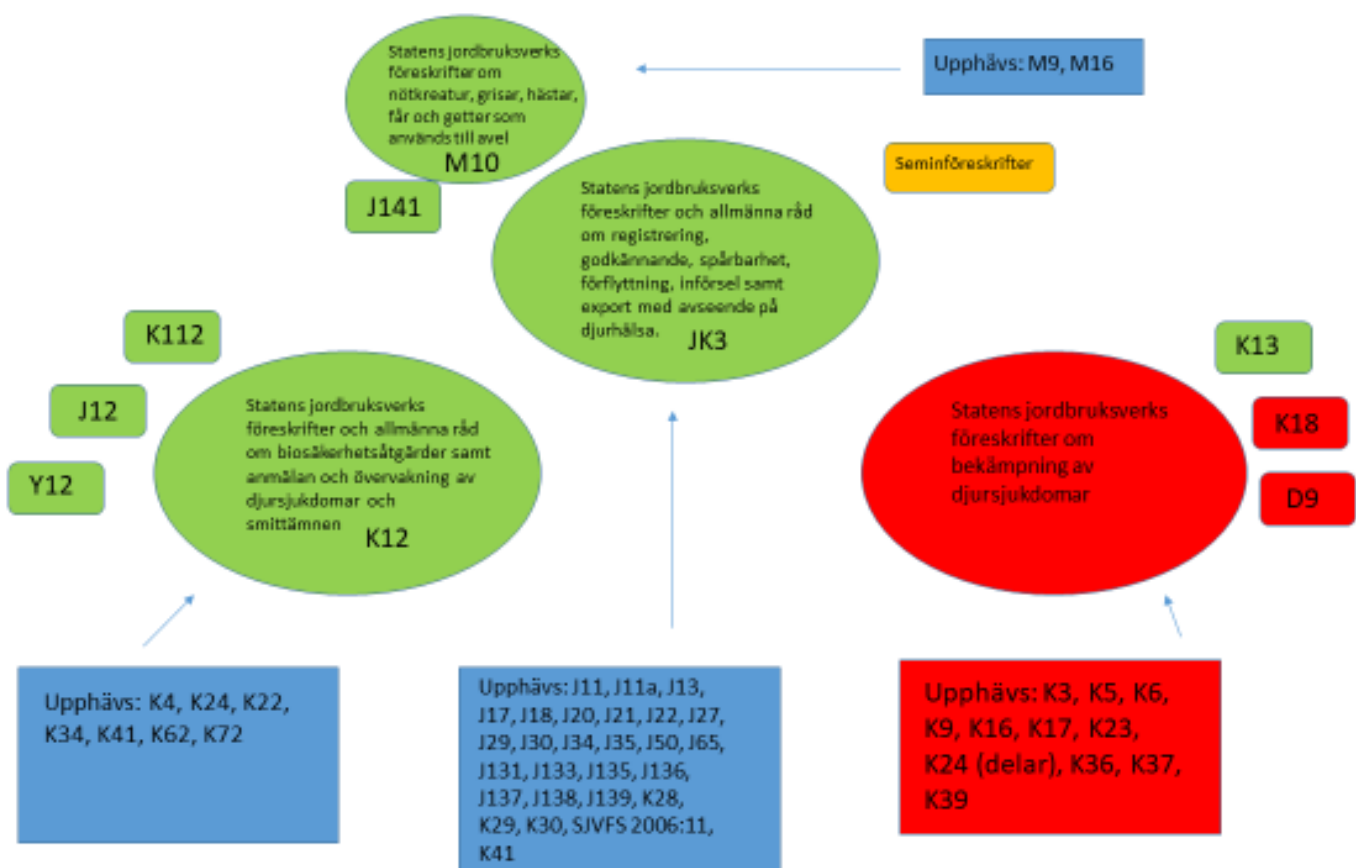 Statens jordbruksverks
föreskrifter om
nötkreatur, grisar, hästar,
får och getter som
används till avel
M10
Upphävs: M9, M16
J141
Statens jordbruksverks
föreskrifter och allmänna råd
om registrering,
godkännande, spårbarhet,
förflyttning, införsel samt
export med avseende på
djurhälsa.
JK3
Seminföreskrifter
K112
J12
Y12
Statens jordbruksverks
föreskrifter och allmänna råd
om biosäkerhetsåtgärder samt
anmälan och övervakning av
djursjukdomar och
smittämnen
K12
Statens jordbruksverks
föreskrifter om
bekämpning av
djursjukdomar
K13
K18
D9
Upphävs: K4, K24, K22,
K34, K41, K62, K72
Upphävs: J11, J11a, J13,
J17, J18, J20, J21, J22, J27,
J29, J30, J34, J35, J50, J65,
J131, J133, J135, J136,
J137, J138, J139, K28,
K29, K30, SJVFS 2006:11,
K41
Upphävs: K3, K5, K6,
K9, K16, K17, K23,
K24 (delar), K36, K37,
K39